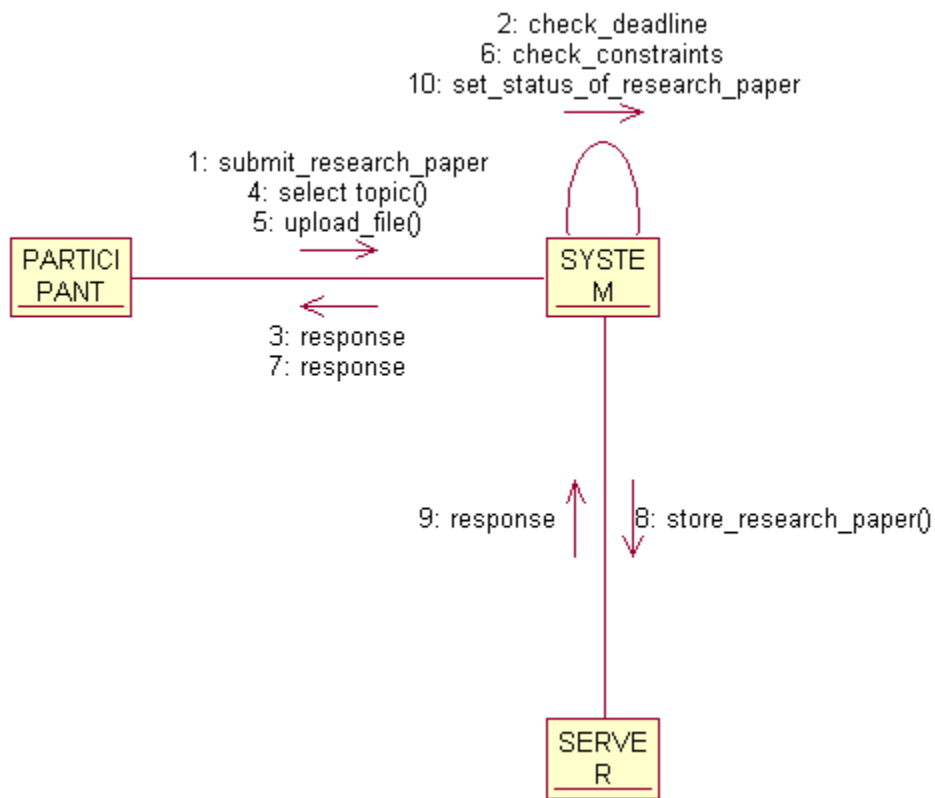 2: check_deadline
6: check_constraints
10: set_status_of_research_paper
1: submit_research_paper
4: select topic()
5: upload_file()
PARTICI
PANT
SYSTE
M
3: response
7: response
9: response
8: store_research_paper()
SERVE
R